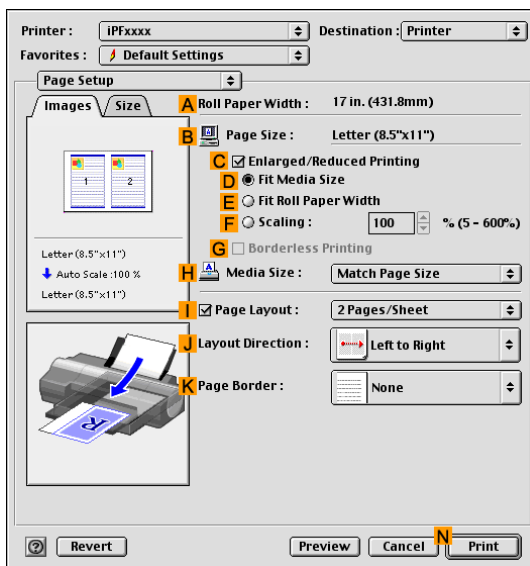 Printer : iPFxxxx Destination : Printer
Favorites : Default Settings
Page Setup
Images Size
1 2
Letter (8.5"x11")
Auto Scale :100 %
Letter (8.5"x11")
R
A Roll Paper Width : 17 in. (431.8mm)
B A Page Size : Letter (8.5"x11")
C Enlarged/Reduced Printing
D Fit Media Size
E Fit Roll Paper Width
F Scaling : 100 % (5 - 600%)
G Borderless Printing
H A Media Size : Match Page Size
I Page Layout : 2 Pages/Sheet
J Layout Direction : Left to Right
K Page Border : None
? Revert Preview Cancel N Print